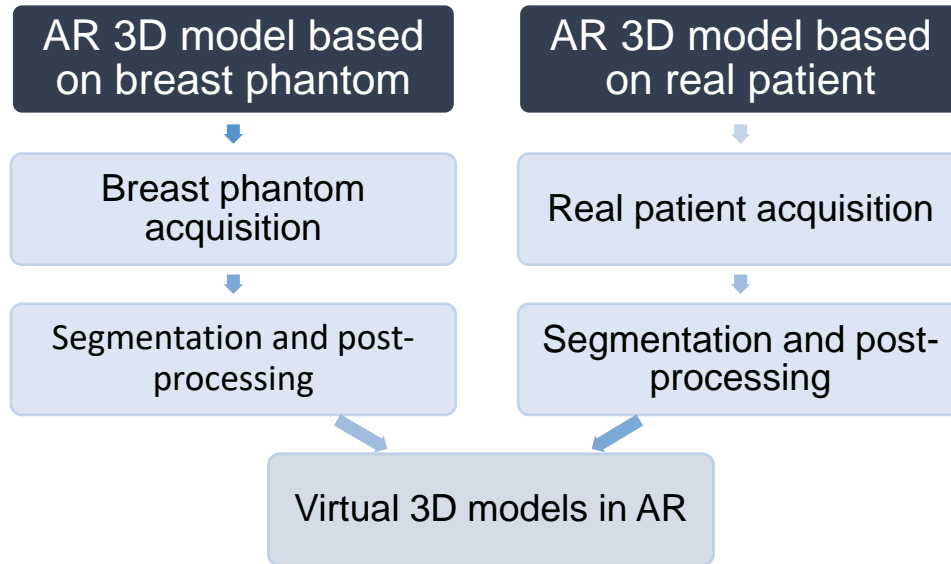 AR 3D model based
on breast phantom
Breast phantom
acquisition
Segmentation and post-
processing
AR 3D model based
on real patient
Real patient acquisition
Segmentation and post-
processing
Virtual 3D models in AR